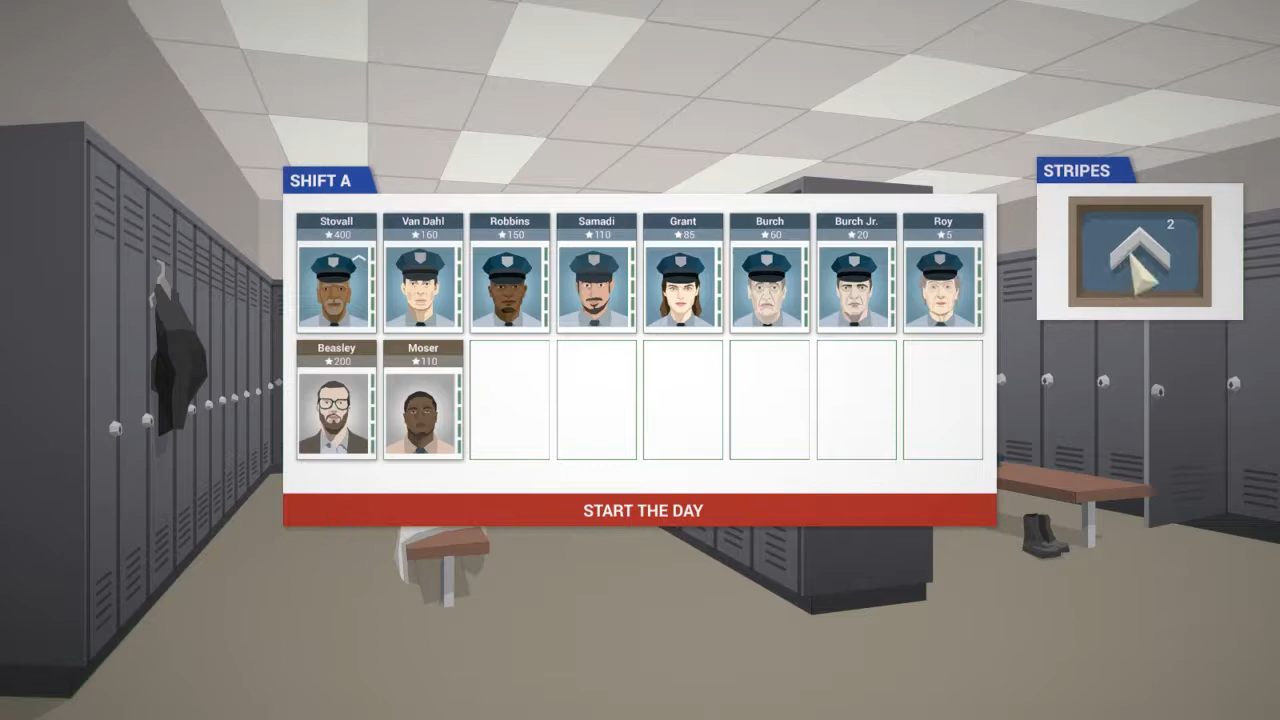 SHIFT A
STRIPES
Stovall
★400
Van Dahl
★160
Robbins
★150
Samadi
★110
Grant
★85
Burch
★60
Burch Jr.
★20
Roy
★5
2
Beasley
★200
Moser
★110
START THE DAY